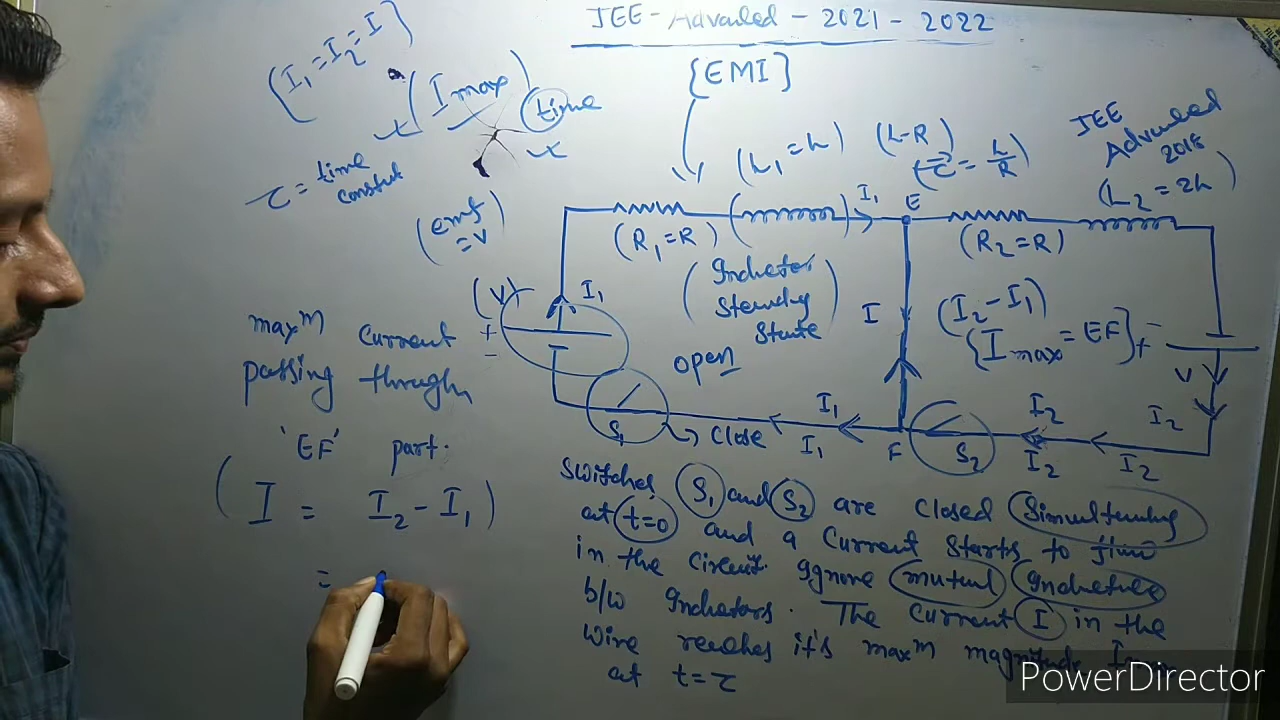 JEE-Advanced - 2021 - 2022
{EMI}
(I1 = I2 = I)
(Imax) time
τ = time
constant
(emf
= V)
(L1 = L)
(L-R)
(τ = L/R)
JEE
Advanced
2018
(L2 = 2L)
I1
E
(R1 = R)
(R2 = R)
(V)
I1
+
-
(Inductor
Steady
State)
I
(I2 - I1)
{Imax = EF}
-
+
V
open
maxm current
passing through
'EF' part.
(I = I2 - I1)
=
S1
Close
I1
I1
F
S2
I2
I2
I2
I2
Switches S1 and S2 are closed
at t=0 and a current starts to flow
in the circuit. Ignore mutual
b/w Inductors. The current I in the
wire reaches it's maxm magnitude
at t = τ
PowerDirector